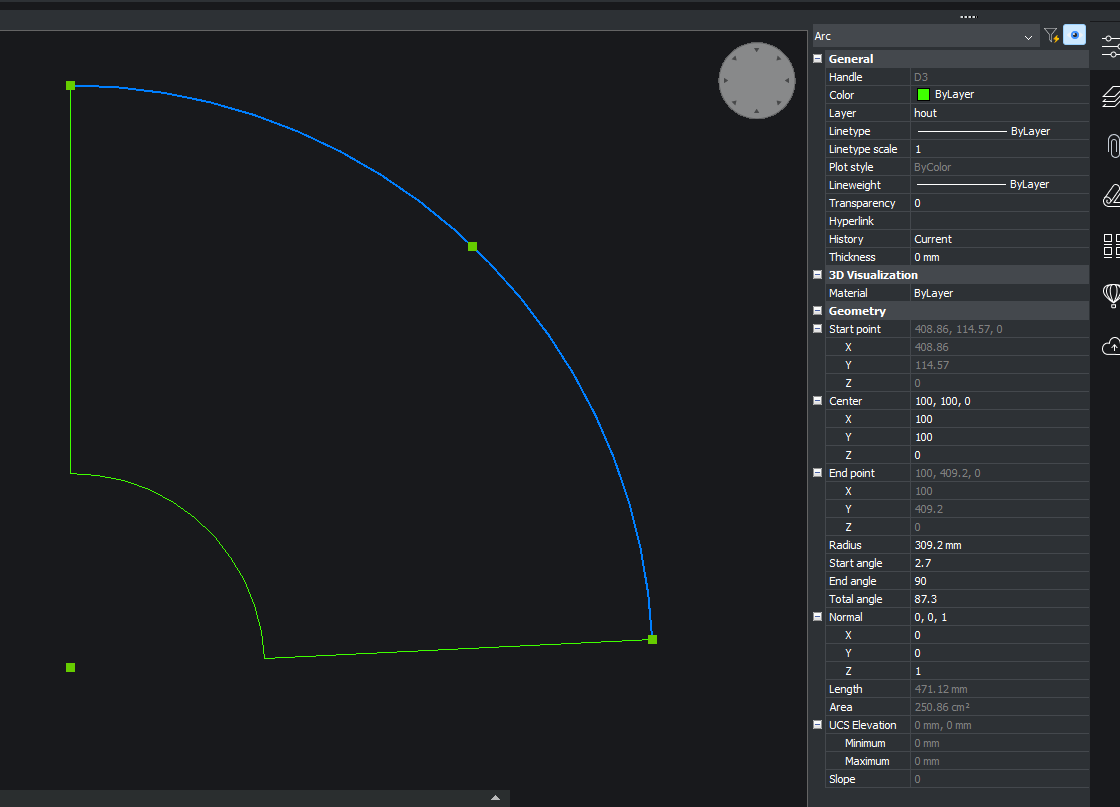 Arc
General
Handle D3
Color ByLayer
Layer hout
Linetype ByLayer
Linetype scale 1
Plot style ByColor
Lineweight ByLayer
Transparency 0
Hyperlink
History Current
Thickness 0 mm
3D Visualization
Material ByLayer
Geometry
Start point 408.86, 114.57, 0
X 408.86
Y 114.57
Z 0
Center 100, 100, 0
X 100
Y 100
Z 0
End point 100, 409.2, 0
X 100
Y 409.2
Z 0
Radius 309.2 mm
Start angle 2.7
End angle 90
Total angle 87.3
Normal 0, 0, 1
X 0
Y 0
Z 1
Length 471.12 mm
Area 250.86 cm²
UCS Elevation 0 mm, 0 mm
Minimum 0 mm
Maximum 0 mm
Slope 0